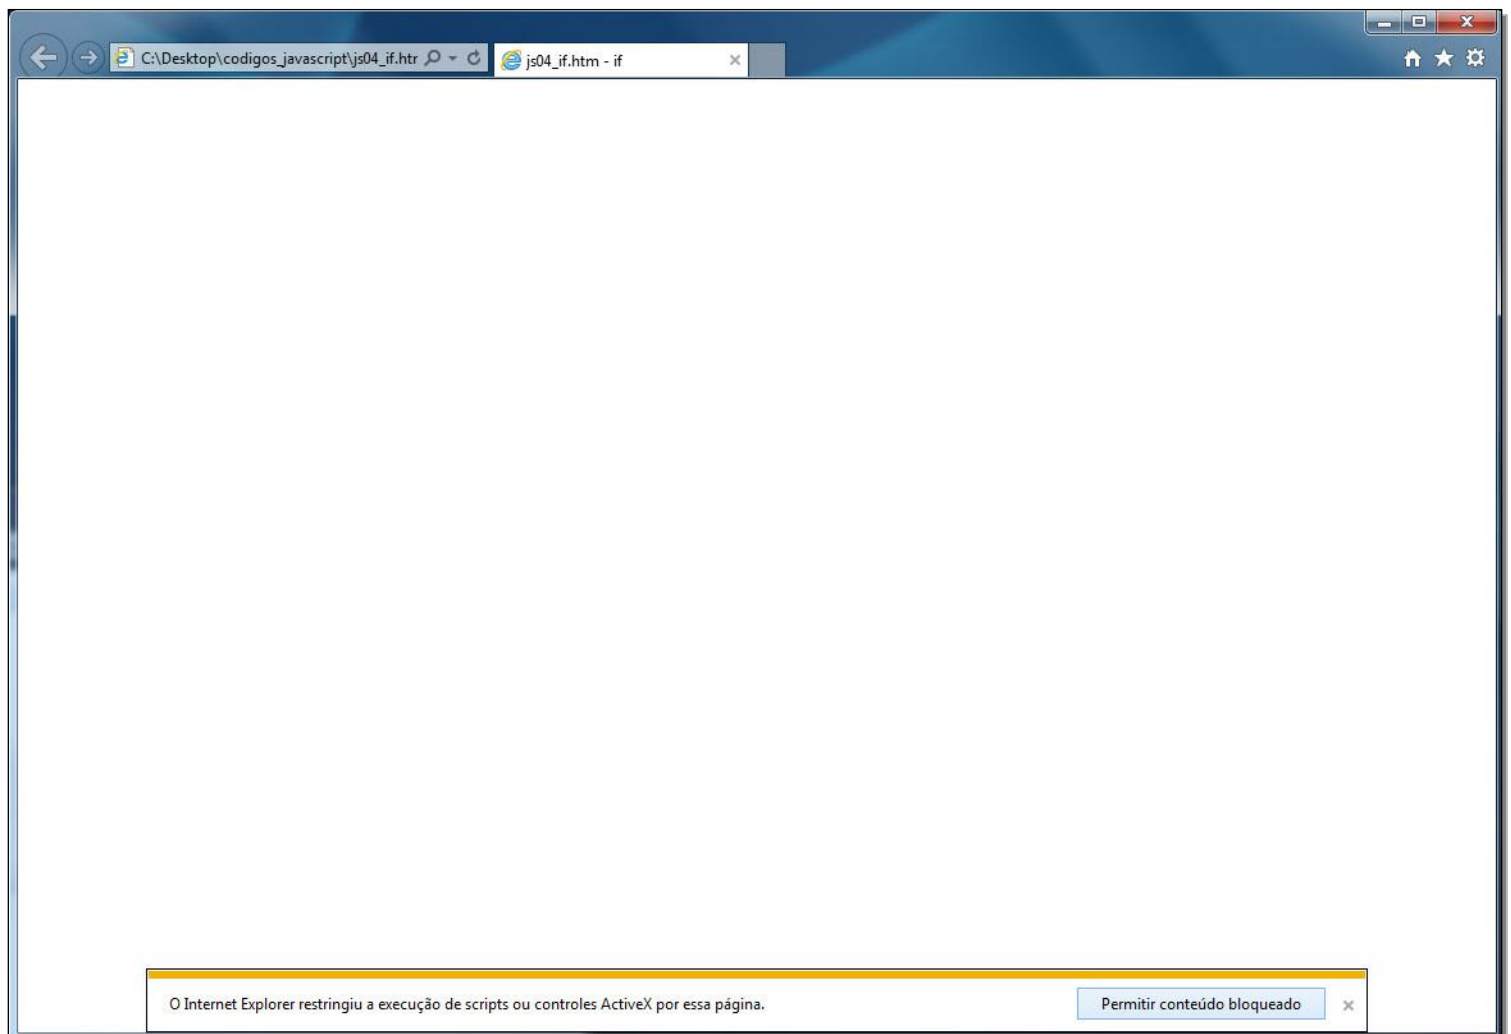 C:\Desktop\codigos_javascript\js04_if.htr
js04_if.htm - if
O Internet Explorer restringiu a execução de scripts ou controles ActiveX por essa página.
Permitir conteúdo bloqueado